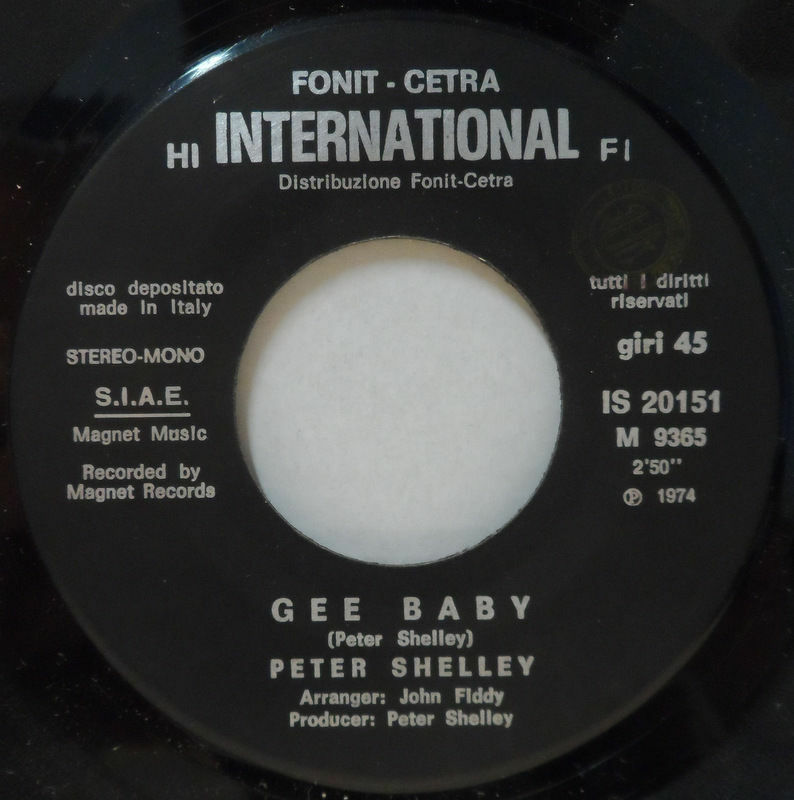 FONIT - CETRA
HI INTERNATIONAL FI
Distribuzione Fonit-Cetra
disco depositato
made in Italy
STEREO-MONO
S.I.A.E.
Magnet Music
Recorded by
Magnet Records
tutti i diritti
riservati
giri 45
IS 20151
M 9365
2'50''
℗ 1974
GEE BABY
(Peter Shelley)
PETER SHELLEY
Arranger: John Fiddy
Producer: Peter Shelley